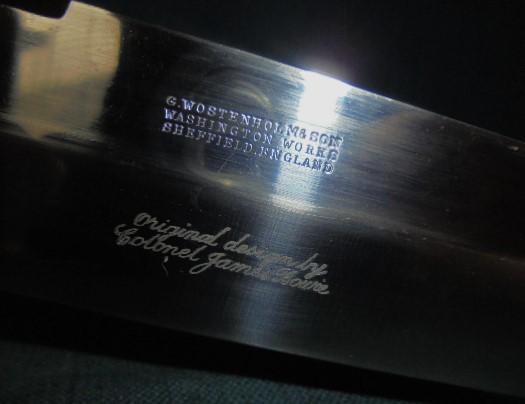 G.WOSTENHOLM & SON
WASHINGTON WORKS
SHEFFIELD.ENGLAND
Original design by
Colonel James Bowie